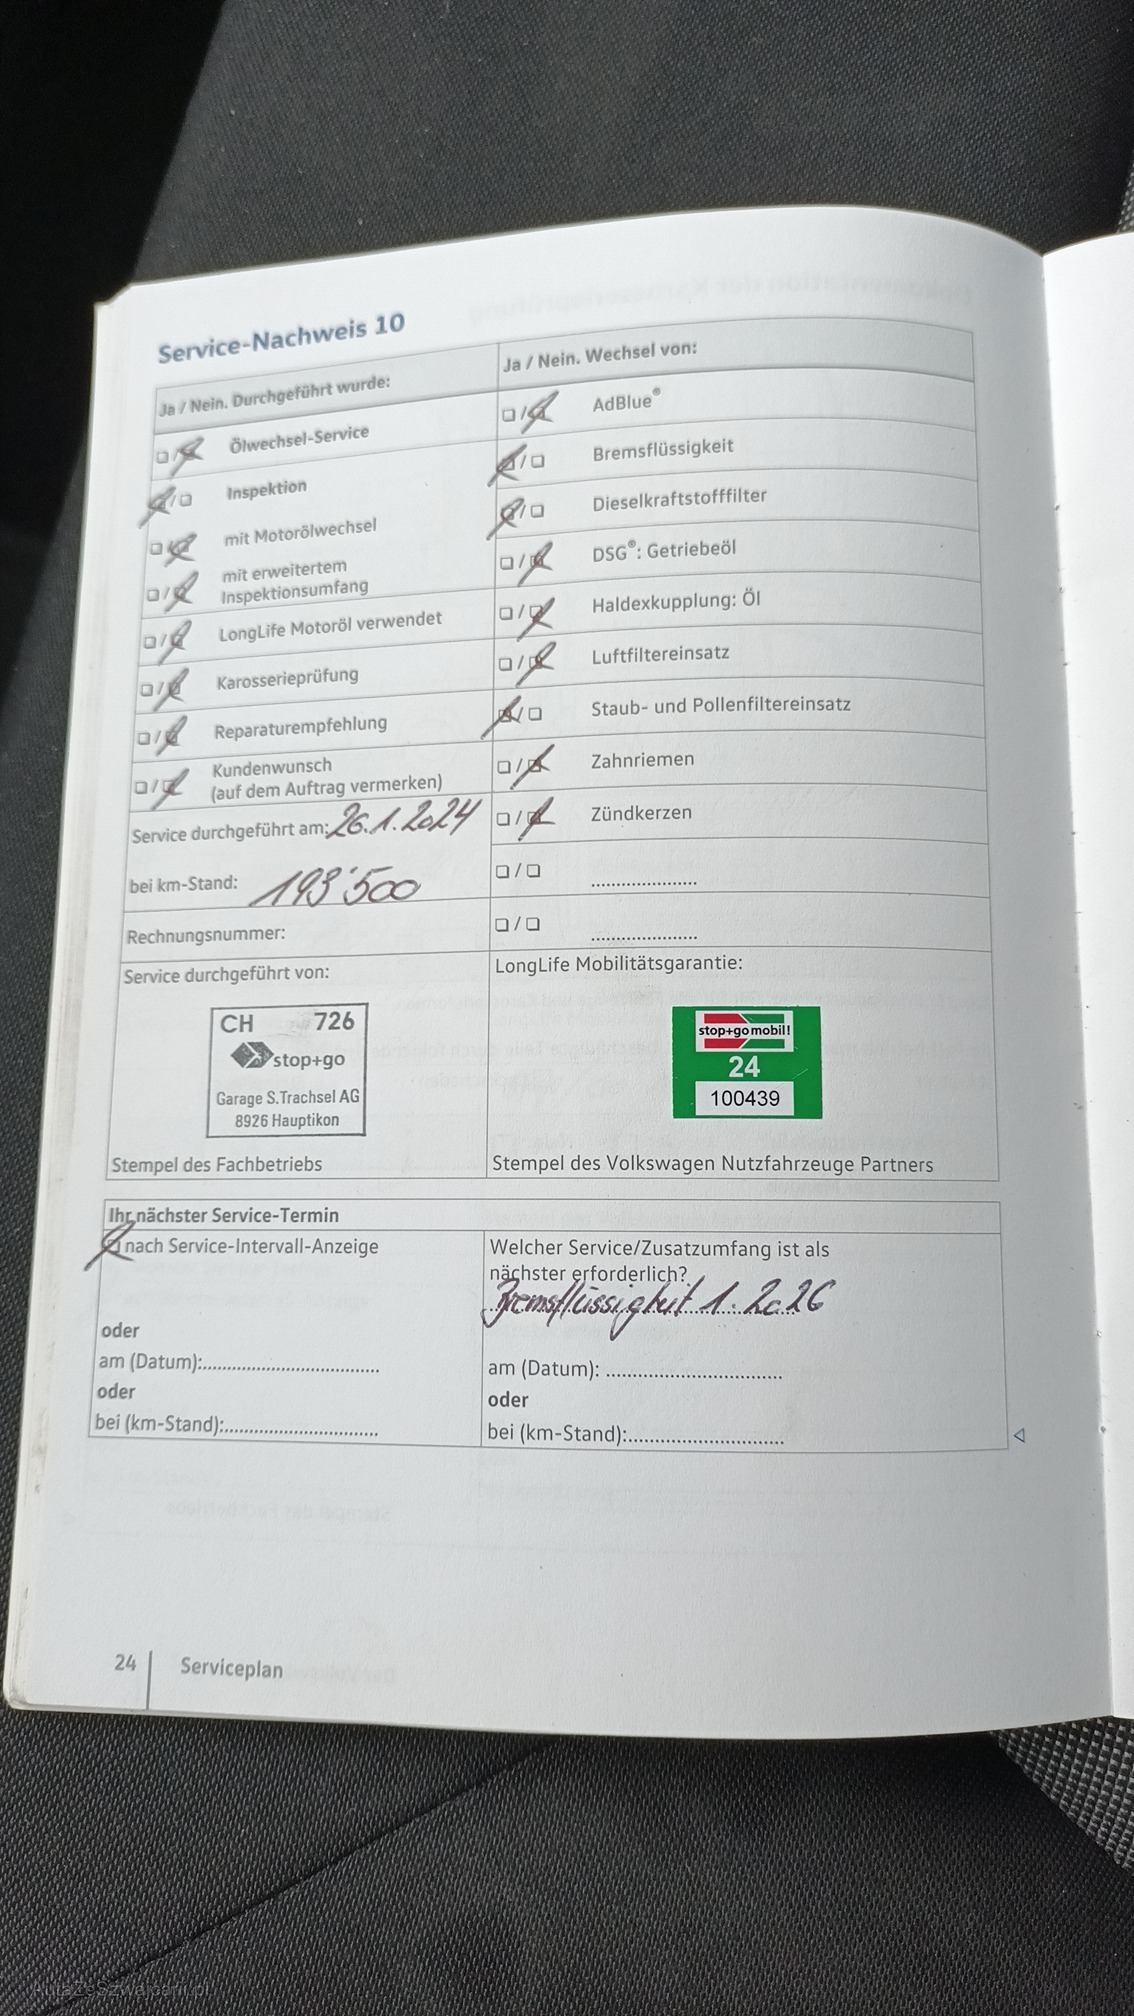 Service-Nachweis 10
Ja / Nein. Durchgeführt wurde:
☐/☒ Ölwechsel-Service
☒/☐ Inspektion
☐/☒ mit Motorölwechsel
☐/☒ mit erweitertem
Inspektionsumfang
☐/☒ LongLife Motoröl verwendet
☐/☒ Karosserieprüfung
☐/☒ Reparaturempfehlung
☐/☒ Kundenwunsch
(auf dem Auftrag vermerken)
Service durchgeführt am: 26.1.2024
bei km-Stand: 193'500
Rechnungsnummer:
Service durchgeführt von:
CH 726
stop+go
Garage S.Trachsel AG
8926 Hauptikon
Stempel des Fachbetriebs
Ja / Nein. Wechsel von:
☐/☒ AdBlue®
☒/☐ Bremsflüssigkeit
☒/☐ Dieselkraftstofffilter
☐/☒ DSG®: Getriebeöl
☐/☒ Haldexkupplung: Öl
☐/☒ Luftfiltereinsatz
☒/☐ Staub- und Pollenfiltereinsatz
☐/☒ Zahnriemen
☐/☒ Zündkerzen
☐/☐ .....................
☐/☐ .....................
LongLife Mobilitätsgarantie:
stop+go mobil!
24
100439
Stempel des Volkswagen Nutzfahrzeuge Partners
Ihr nächster Service-Termin
☒ nach Service-Intervall-Anzeige
oder
am (Datum):...................................
oder
bei (km-Stand):..............................
Welcher Service/Zusatzumfang ist als
nächster erforderlich?
Bremsflüssigkeit 1.2026
am (Datum): ..................................
oder
bei (km-Stand):..............................
24 Serviceplan
AutaZeSzwajcarii.pl